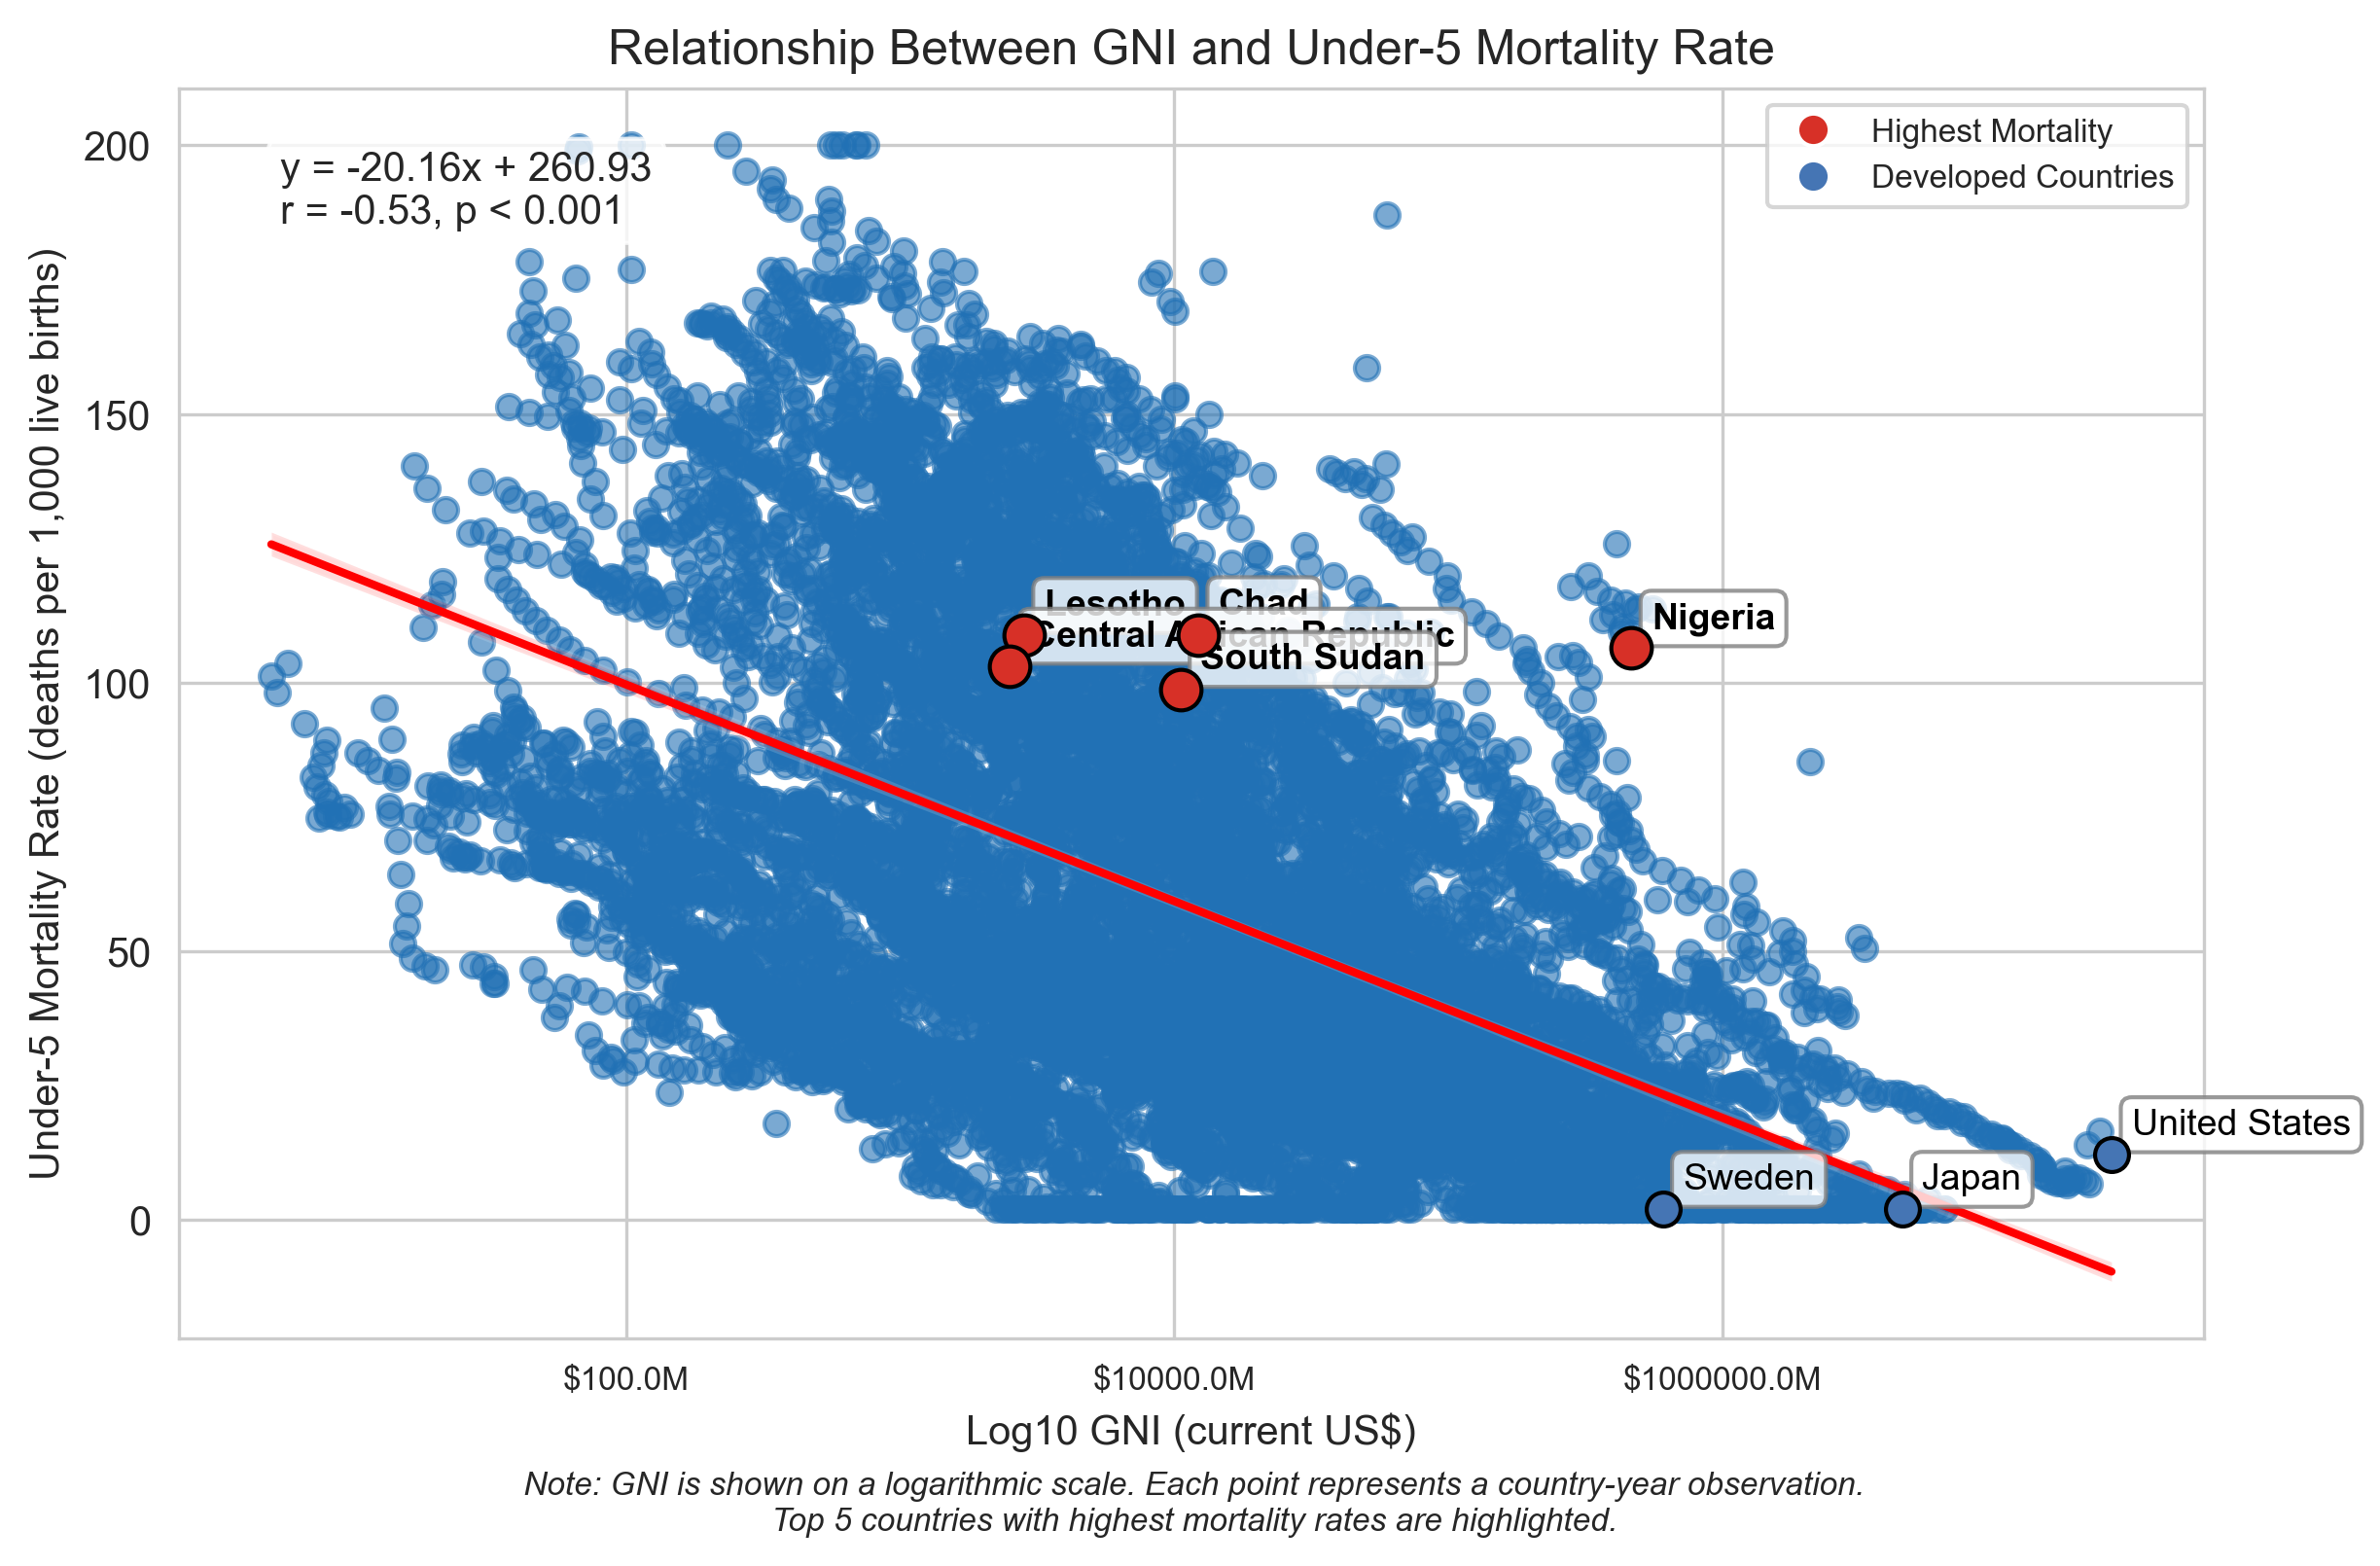 Relationship Between GNI and Under-5 Mortality Rate
Under-5 Mortality Rate (deaths per 1,000 live births)
200
150
100
50
0
y = -20.16x + 260.93
r = -0.53, p < 0.001
Highest Mortality
Developed Countries
Lesotho
Chad
Central African Republic
South Sudan
Nigeria
United States
Sweden
Japan
$100.0M
$10000.0M
$1000000.0M
Log10 GNI (current US$)
Note: GNI is shown on a logarithmic scale. Each point represents a country-year observation.
Top 5 countries with highest mortality rates are highlighted.